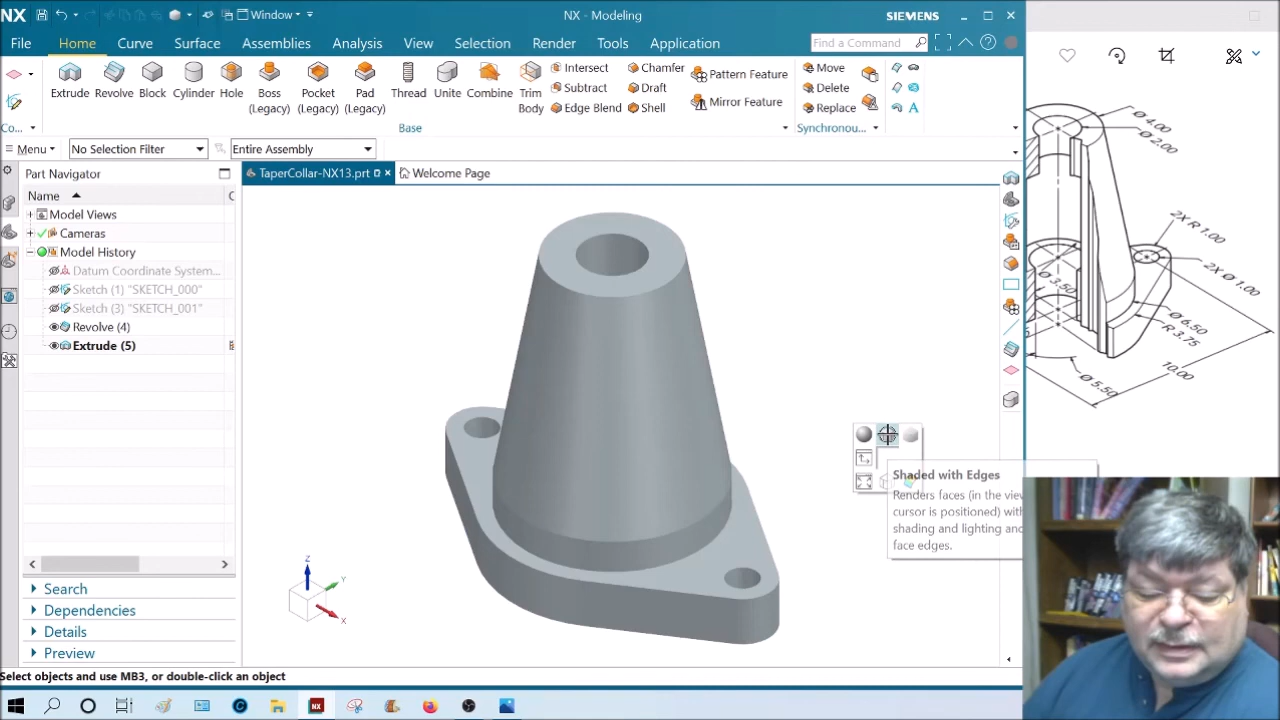 NX
Window
NX - Modeling
SIEMENS
File
Home
Curve
Surface
Assemblies
Analysis
View
Selection
Render
Tools
Application
Find a Command
Extrude
Revolve
Block
Cylinder
Hole
Boss
(Legacy)
Pocket
(Legacy)
Pad
(Legacy)
Thread
Unite
Combine
Trim
Body
Intersect
Subtract
Edge Blend
Chamfer
Draft
Shell
Pattern Feature
Mirror Feature
Move
Delete
Replace
Co...
Base
Synchronou...
Menu
No Selection Filter
Entire Assembly
Part Navigator
TaperCollar-NX13.prt
Welcome Page
Name
C
Model Views
Cameras
Model History
Datum Coordinate System...
Sketch (1) "SKETCH_000"
Sketch (3) "SKETCH_001"
Revolve (4)
Extrude (5)
Search
Dependencies
Details
Preview
Z
Y
X
Shaded with Edges
Renders faces (in the view
cursor is positioned) with
shading and lighting and
face edges.
Ø 4.00
Ø 2.00
2X R 1.00
2X Ø 1.00
Ø 3.50
Ø 6.50
R 3.75
10.00
Ø 5.50
Select objects and use MB3, or double-click an object
NX